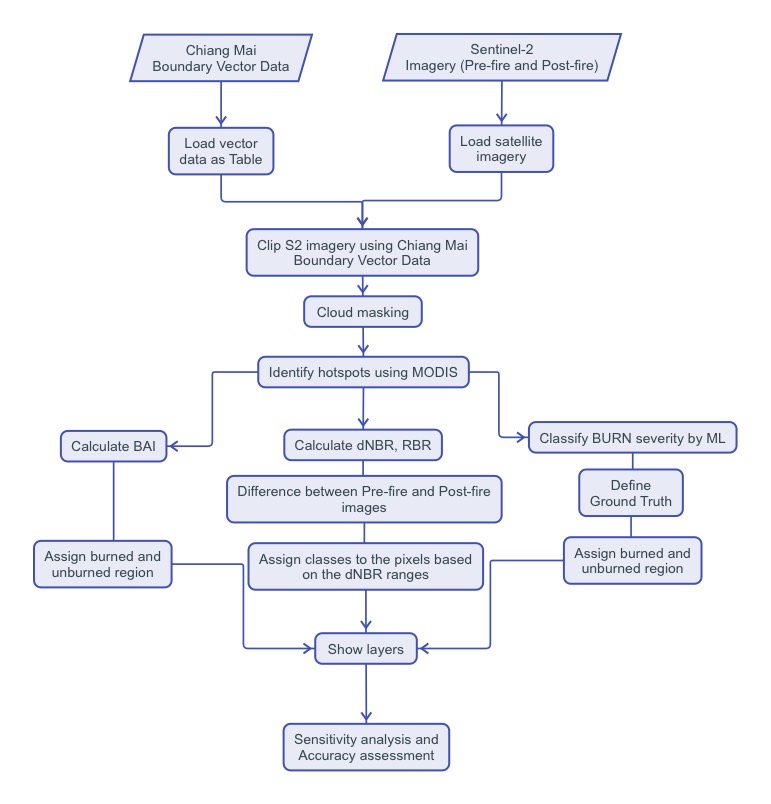 Chiang Mai
Boundary Vector Data
Sentinel-2
Imagery (Pre-fire and Post-fire)
Load vector
data as Table
Load satellite
imagery
Clip S2 imagery using Chiang Mai
Boundary Vector Data
Cloud masking
Identify hotspots using MODIS
Calculate BAI
Calculate dNBR, RBR
Classify BURN severity by ML
Difference between Pre-fire and Post-fire
images
Define
Ground Truth
Assign burned and
unburned region
Assign classes to the pixels based
on the dNBR ranges
Assign burned and
unburned region
Show layers
Sensitivity analysis and
Accuracy assessment